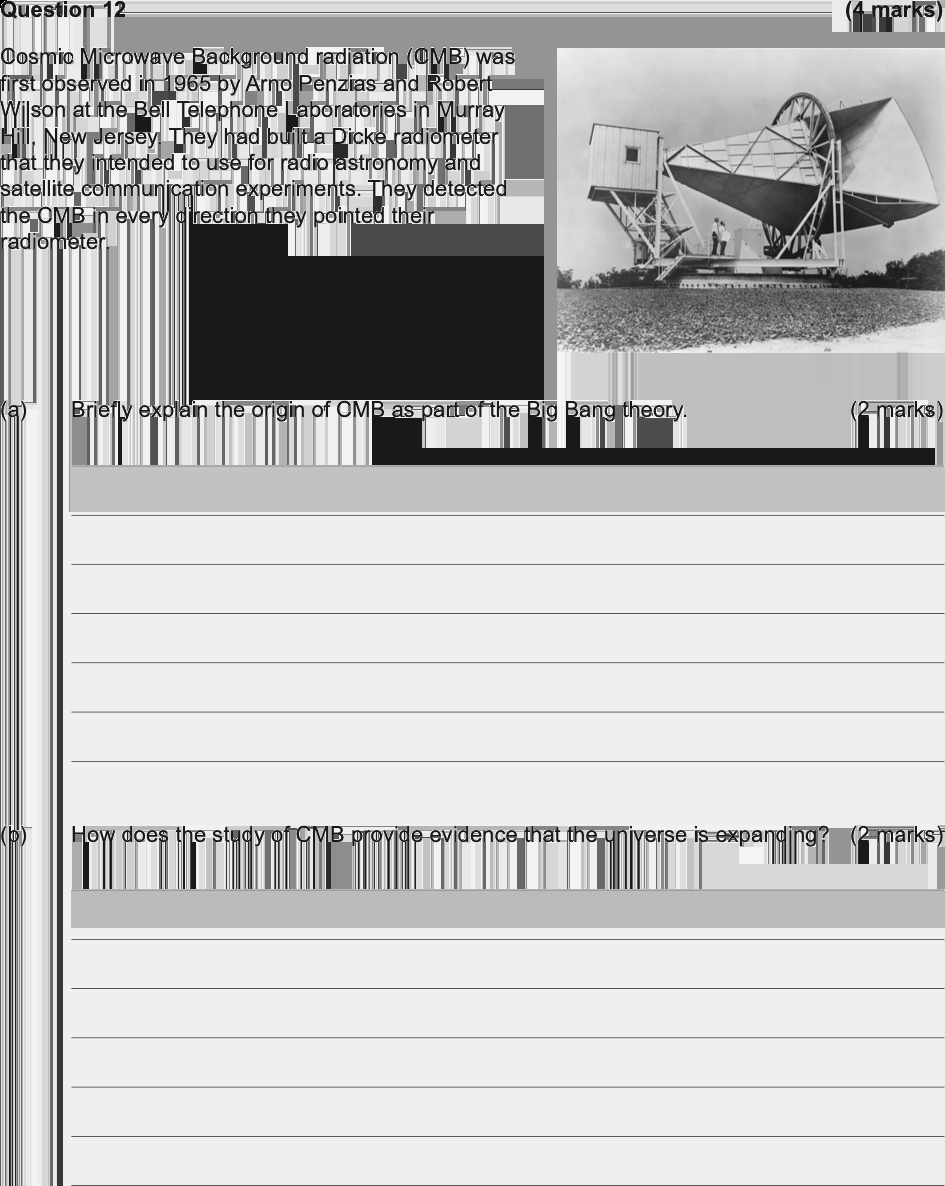 Question 12
(4 marks)
Cosmic Microwave Background radiation (CMB) was
first observed in 1965 by Arno Penzias and Robert
Wilson at the Bell Telephone Laboratories in Murray
Hill, New Jersey. They had built a Dicke radiometer
that they intended to use for radio astronomy and
satellite communication experiments. They detected
the CMB in every direction they pointed their
radiometer.
(a) Briefly explain the origin of CMB as part of the Big Bang theory. (2 marks)
(b) How does the study of CMB provide evidence that the universe is expanding? (2 marks)